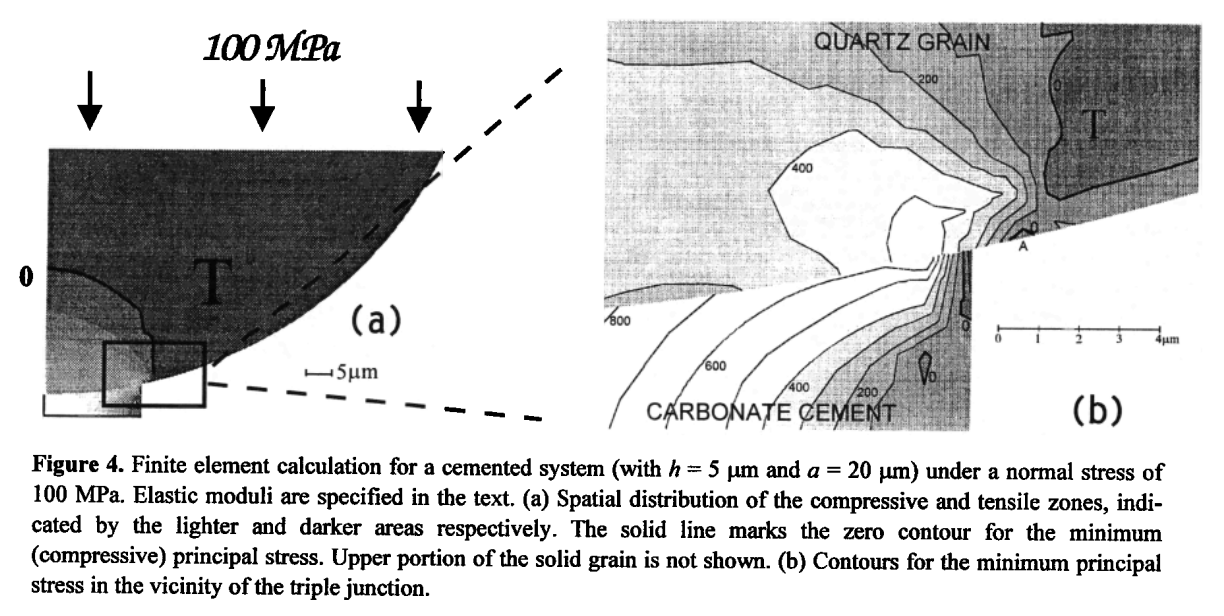 100 MPa
T
0
(a)
5μm
QUARTZ GRAIN
200
0
T
400
0
A
800
0
0 1 2 3 4μm
600
0
400
200
CARBONATE CEMENT
(b)
Figure 4. Finite element calculation for a cemented system (with h = 5 μm and a = 20 μm) under a normal stress of
100 MPa. Elastic moduli are specified in the text. (a) Spatial distribution of the compressive and tensile zones, indi-
cated by the lighter and darker areas respectively. The solid line marks the zero contour for the minimum
(compressive) principal stress. Upper portion of the solid grain is not shown. (b) Contours for the minimum principal
stress in the vicinity of the triple junction.